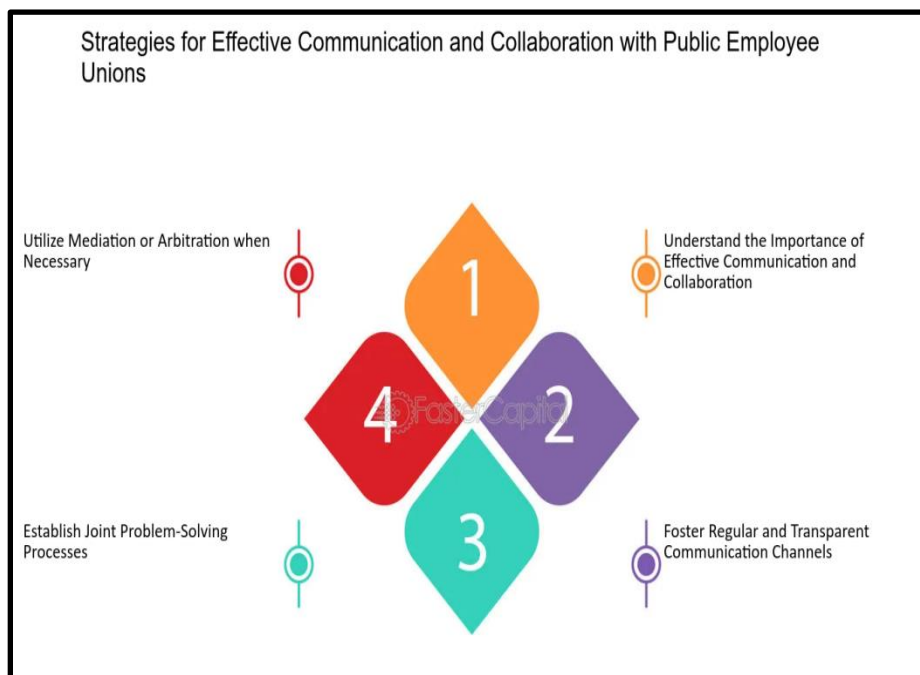 Strategies for Effective Communication and Collaboration with Public Employee
Unions
Utilize Mediation or Arbitration when
Necessary
Understand the Importance of
Effective Communication and
Collaboration
1
4
FasterCapital
2
3
Establish Joint Problem-Solving
Processes
Foster Regular and Transparent
Communication Channels